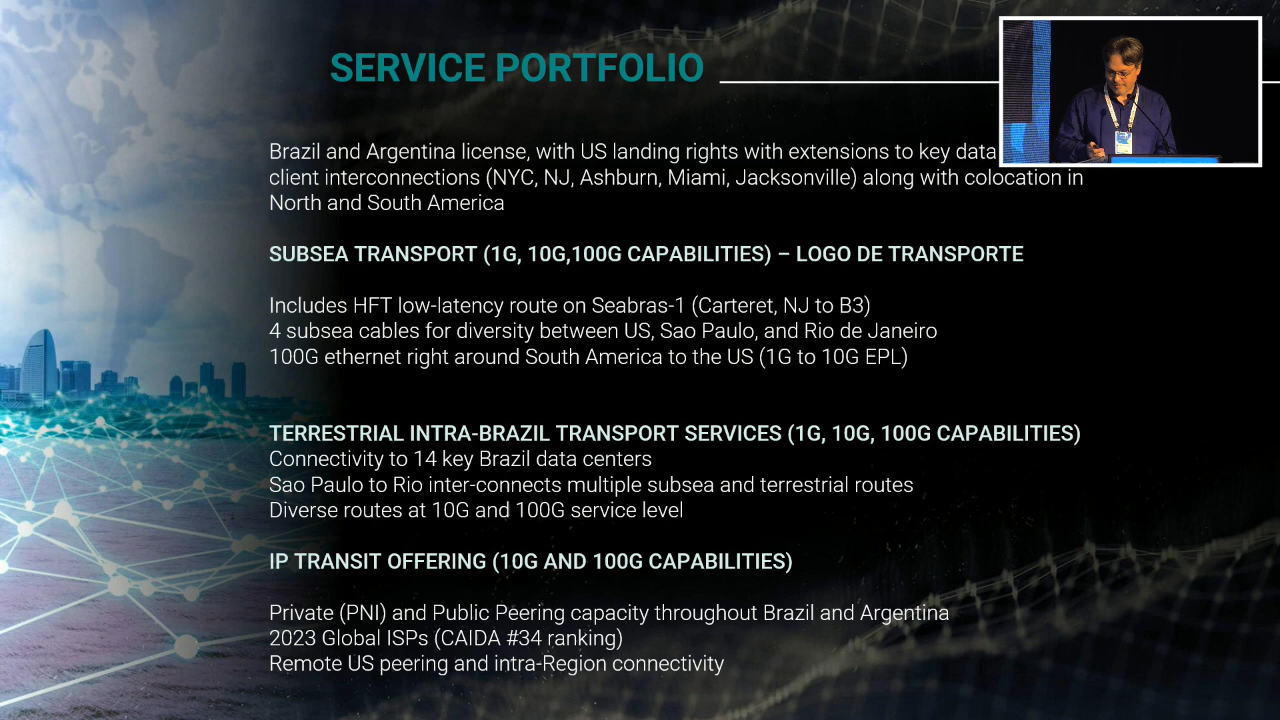 SERVICE PORTFOLIO
Brazil and Argentina license, with US landing rights with extensions to key data
client interconnections (NYC, NJ, Ashburn, Miami, Jacksonville) along with colocation in
North and South America
SUBSEA TRANSPORT (1G, 10G,100G CAPABILITIES) – LOGO DE TRANSPORTE
Includes HFT low-latency route on Seabras-1 (Carteret, NJ to B3)
4 subsea cables for diversity between US, Sao Paulo, and Rio de Janeiro
100G ethernet right around South America to the US (1G to 10G EPL)
TERRESTRIAL INTRA-BRAZIL TRANSPORT SERVICES (1G, 10G, 100G CAPABILITIES)
Connectivity to 14 key Brazil data centers
Sao Paulo to Rio inter-connects multiple subsea and terrestrial routes
Diverse routes at 10G and 100G service level
IP TRANSIT OFFERING (10G AND 100G CAPABILITIES)
Private (PNI) and Public Peering capacity throughout Brazil and Argentina
2023 Global ISPs (CAIDA #34 ranking)
Remote US peering and intra-Region connectivity